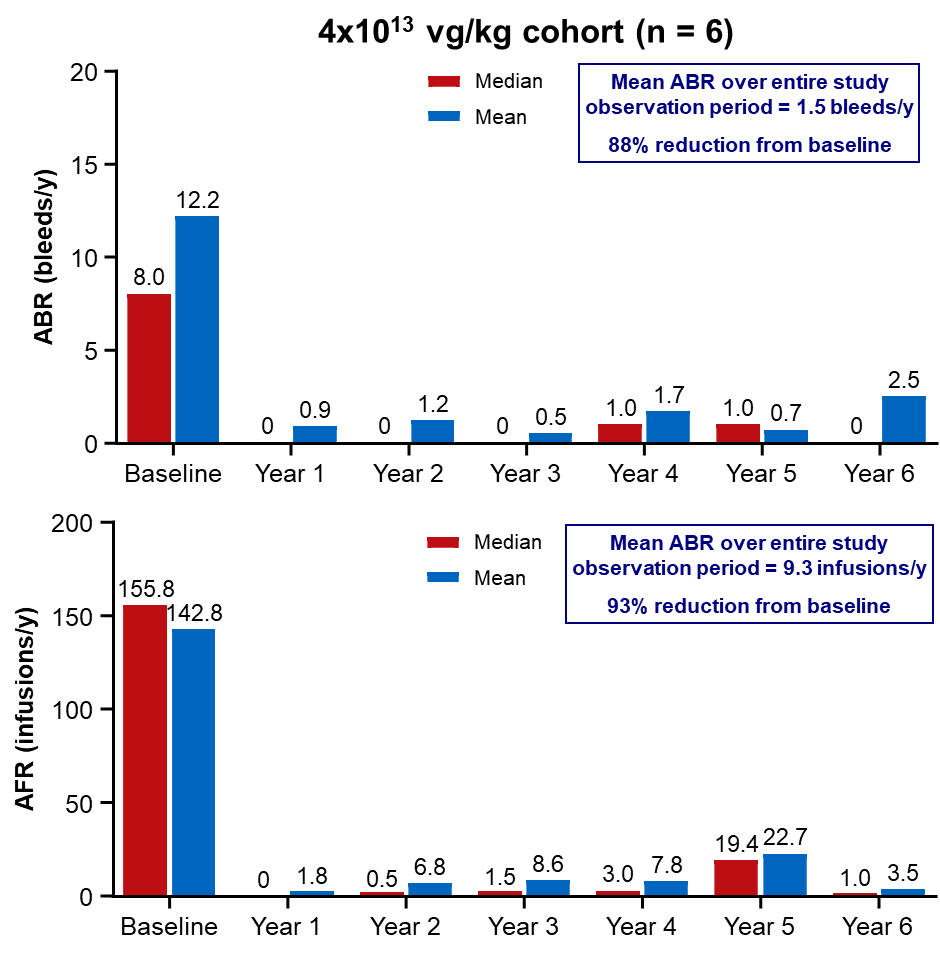 4x10¹³ vg/kg cohort (n = 6)
Median
Mean
Mean ABR over entire study
observation period = 1.5 bleeds/y
88% reduction from baseline
ABR (bleeds/y)
20
15
10
5
0
8.0
12.2
0
0.9
0
1.2
0
0.5
1.0
1.7
1.0
0.7
0
2.5
Baseline
Year 1
Year 2
Year 3
Year 4
Year 5
Year 6
Median
Mean
Mean ABR over entire study
observation period = 9.3 infusions/y
93% reduction from baseline
AFR (infusions/y)
200
150
100
50
0
155.8
142.8
0
1.8
0.5
6.8
1.5
8.6
3.0
7.8
19.4
22.7
1.0
3.5
Baseline
Year 1
Year 2
Year 3
Year 4
Year 5
Year 6